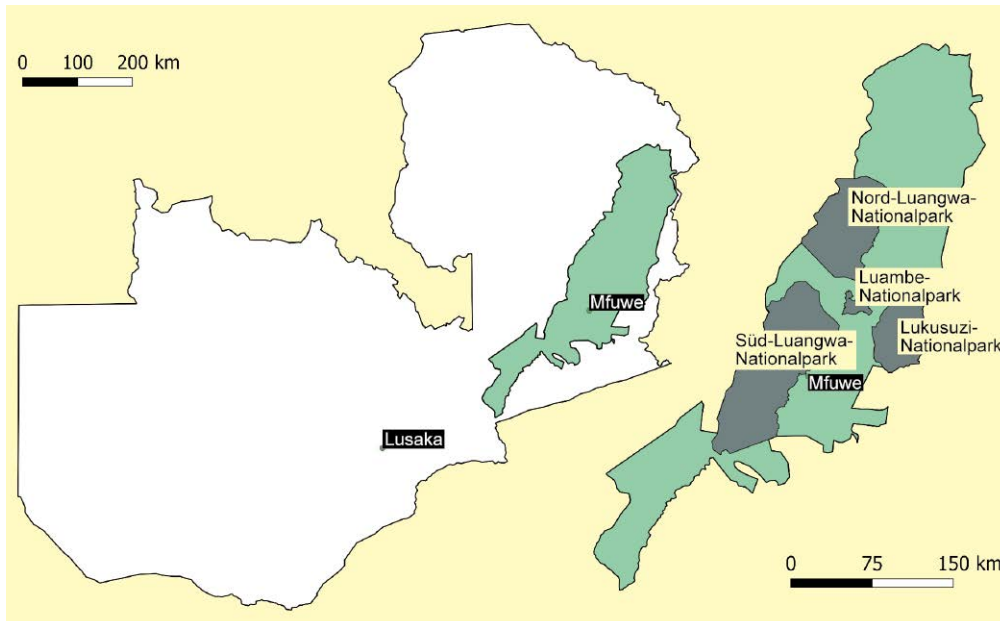 0 100 200 km
Mfuwe
Lusaka
Nord-Luangwa-
Nationalpark
Luambe-
Nationalpark
Lukusuzi-
Nationalpark
Süd-Luangwa-
Nationalpark
Mfuwe
0 75 150 km